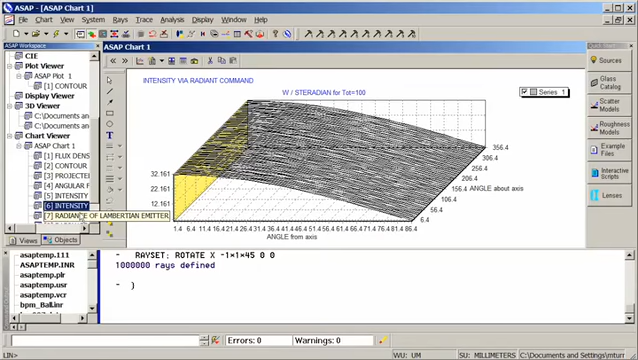 ASAP - ASAP Chart 1
File Chart View System Rays Trace Analysis Display Window Help
ASAP Workspace
CIE
Plot Viewer
ASAP Plot 1
[1] CONTOUR
Display Viewer
3D Viewer
C:\Documents and
C:\Documents and
Chart Viewer
ASAP Chart 1
[1] FLUX DENS
[2] CONTOUR
[3] PROJECTE
[4] ANGULAR F
[5] INTENSITY
[6] INTENSITY
[7] RADIANCE OF LAMBERTIAN EMITTER
Views Objects
asaptemp.111
ASAPTEMP.INR
asaptemp.plr
asaptemp.usr
asaptemp.vcr
bpm_Ball.inr
ASAP Chart 1
INTENSITY VIA RADIANT COMMAND
W / STERADIAN for Tot=100
Series 1
32.161
22.161
12.161
2.161
1.4 6.4 11.4 16.4 21.4 26.4 31.4 36.4 41.4 46.4 51.4 56.4 61.4 66.4 71.4 76.4 81.4 86.4
ANGLE from axis
356.4
306.4
256.4
206.4
156.4
106.4
56.4
6.4
ANGLE about axis
- RAYSET; ROTATE X -1*1*45 0 0
1000000 rays defined
- )
Quick Start
Sources
Glass Catalog
Scatter Models
Roughness Models
Example Files
Interactive Scripts
Lenses
Errors: 0 Warnings: 0
LIN> WU: UM SU: MILLIMETERS C:\Documents and Settings\mturr